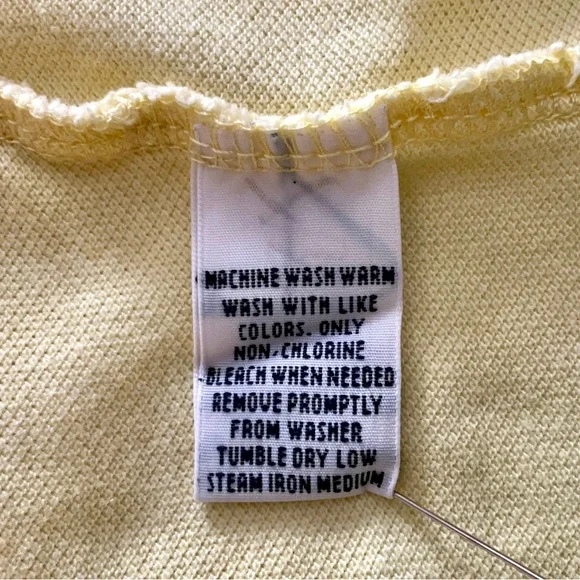 MACHINE WASH WARM
WASH WITH LIKE
COLORS. ONLY
NON-CHLORINE
BLEACH WHEN NEEDED
REMOVE PROMPTLY
FROM WASHER
TUMBLE DRY LOW
STEAM IRON MEDIUM